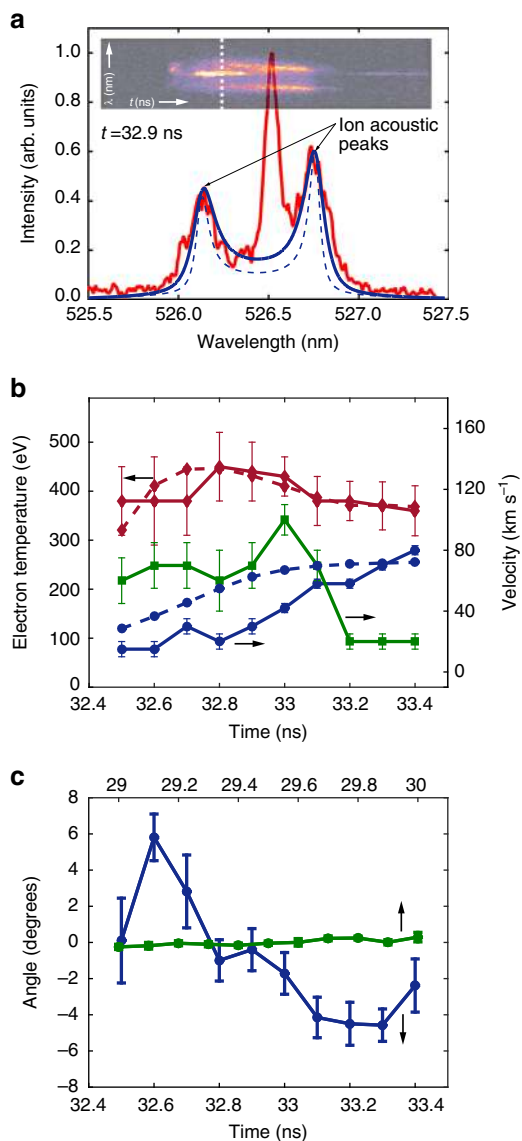 a
λ (nm)
t (ns)
t = 32.9 ns
Ion acoustic
peaks
Intensity (arb. units)
1.0
0.8
0.6
0.4
0.2
0.0
525.5 526.0 526.5 527.0 527.5
Wavelength (nm)
b
Electron temperature (eV)
500
400
300
200
100
0
Velocity (km s⁻¹)
160
120
80
40
0
32.4 32.6 32.8 33 33.2 33.4
Time (ns)
c
29 29.2 29.4 29.6 29.8 30
Angle (degrees)
8
6
4
2
0
−2
−4
−6
−8
32.4 32.6 32.8 33 33.2 33.4
Time (ns)